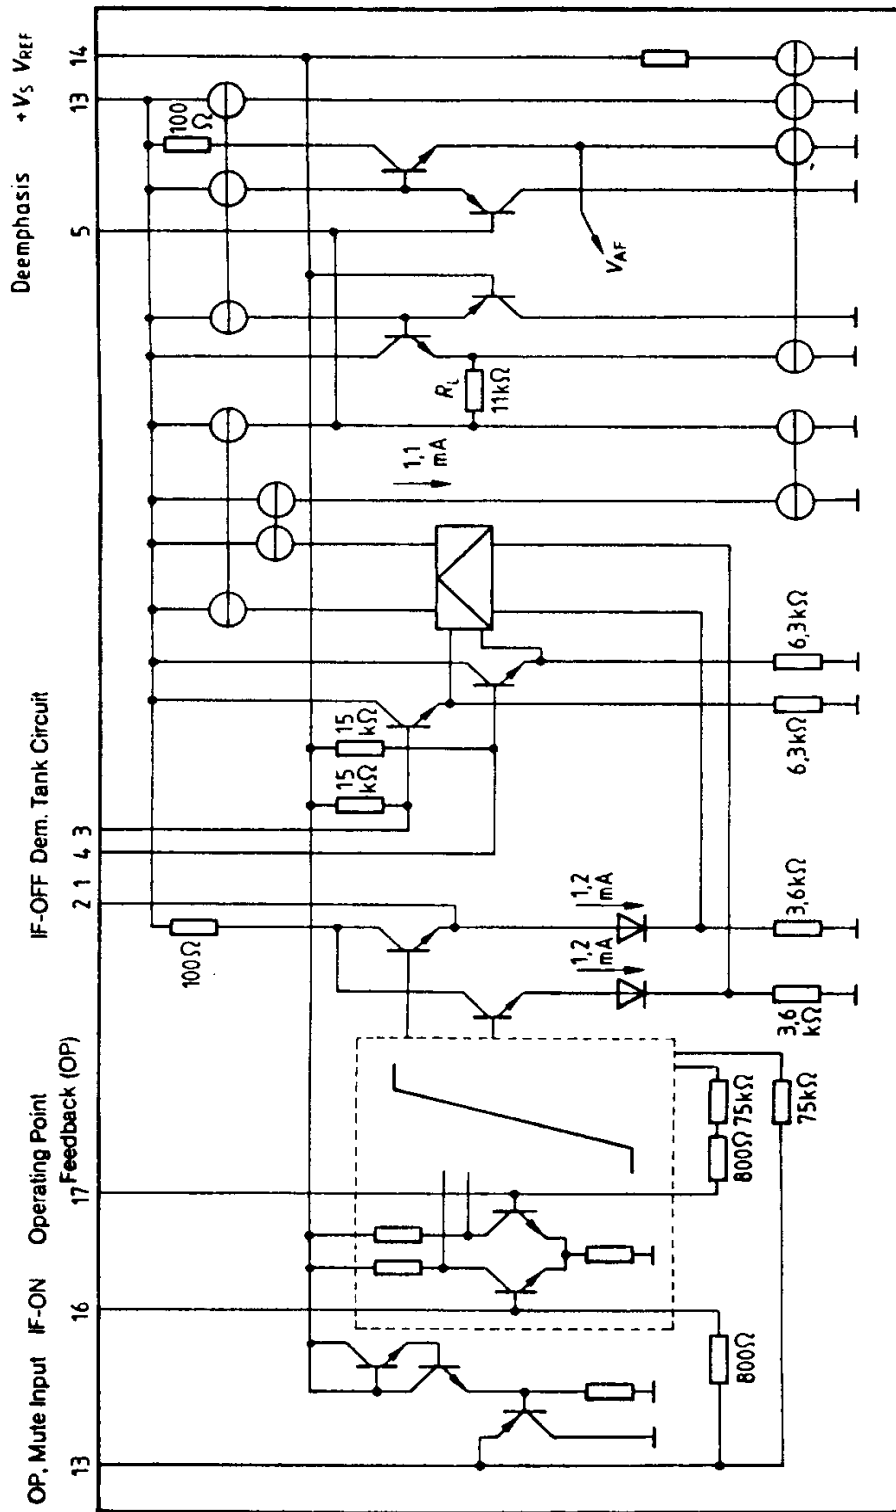 OP, Mute Input
IF-ON
Operating Point
Feedback (OP)
IF-OFF
Dem. Tank Circuit
Deemphasis
+VS
VREF
13
16
17
2 1
4 3
5
13
14
100Ω
15
kΩ
15
kΩ
1,1
mA
RL
11kΩ
100
Ω
VAF
1,2
mA
1,2
mA
800Ω
800Ω
75kΩ
75kΩ
3,6
kΩ
3,6kΩ
6,3kΩ
6,3kΩ